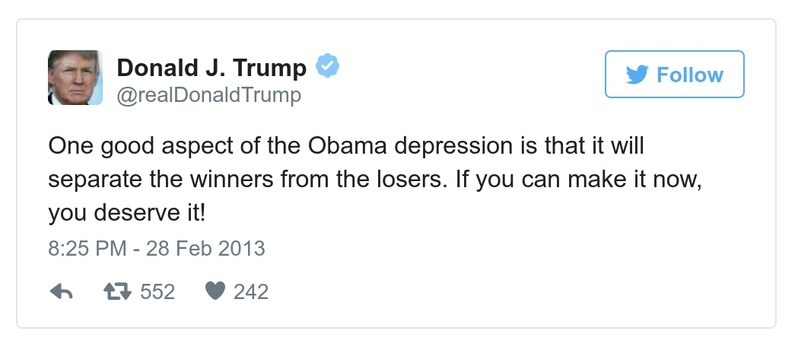 Donald J. Trump
@realDonaldTrump
Follow
One good aspect of the Obama depression is that it will
separate the winners from the losers. If you can make it now,
you deserve it!
8:25 PM - 28 Feb 2013
552 242